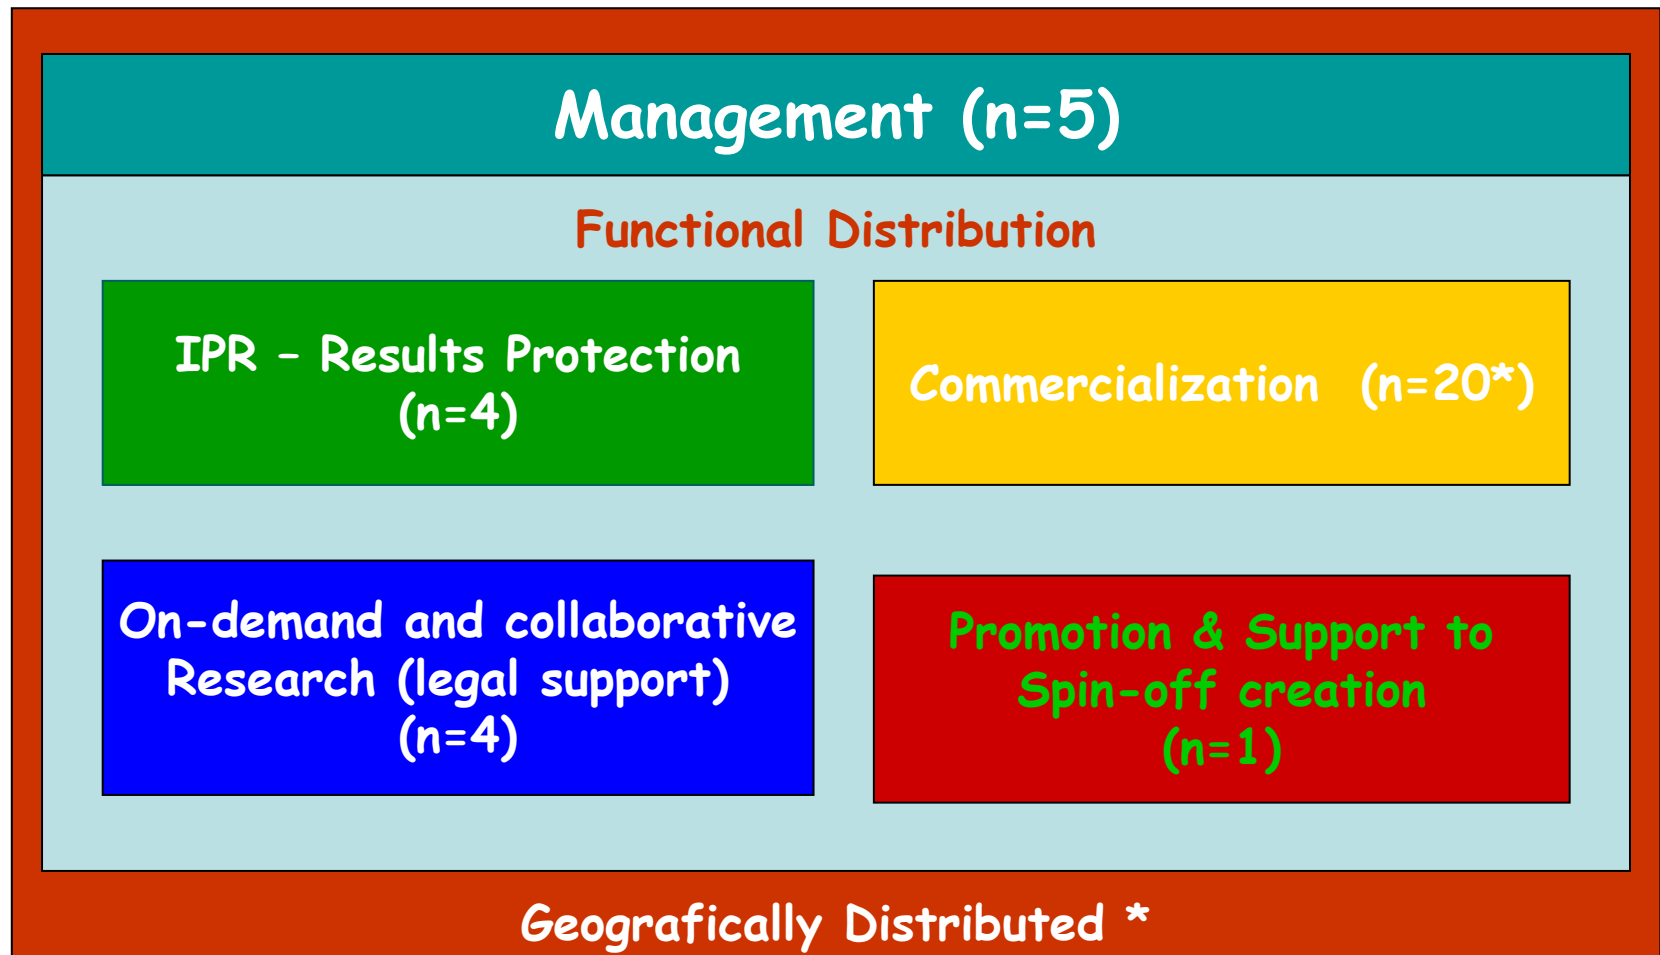 Management (n=5)
Functional Distribution
IPR – Results Protection
(n=4)
Commercialization (n=20*)
On-demand and collaborative
Research (legal support)
(n=4)
Promotion & Support to
Spin-off creation
(n=1)
Geografically Distributed *